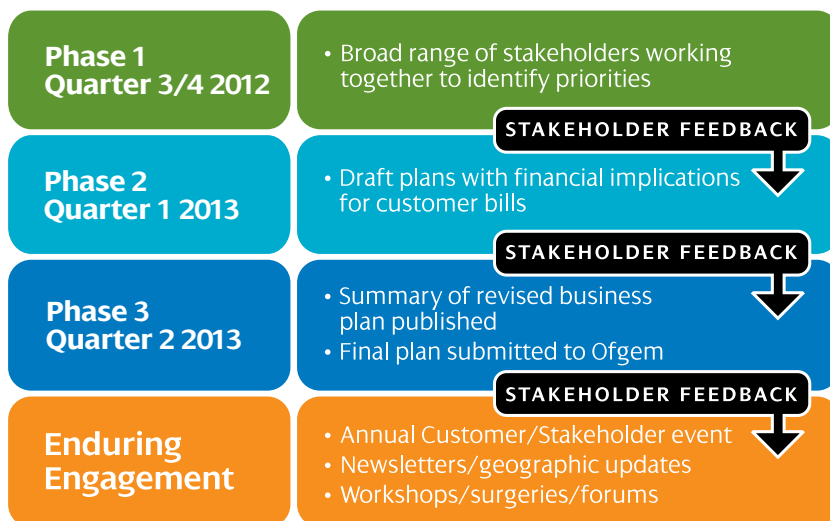 Phase 1
Quarter 3/4 2012
• Broad range of stakeholders working
together to identify priorities
STAKEHOLDER FEEDBACK
Phase 2
Quarter 1 2013
• Draft plans with financial implications
for customer bills
STAKEHOLDER FEEDBACK
Phase 3
Quarter 2 2013
• Summary of revised business
plan published
• Final plan submitted to Ofgem
STAKEHOLDER FEEDBACK
Enduring
Engagement
• Annual Customer/Stakeholder event
• Newsletters/geographic updates
• Workshops/surgeries/forums